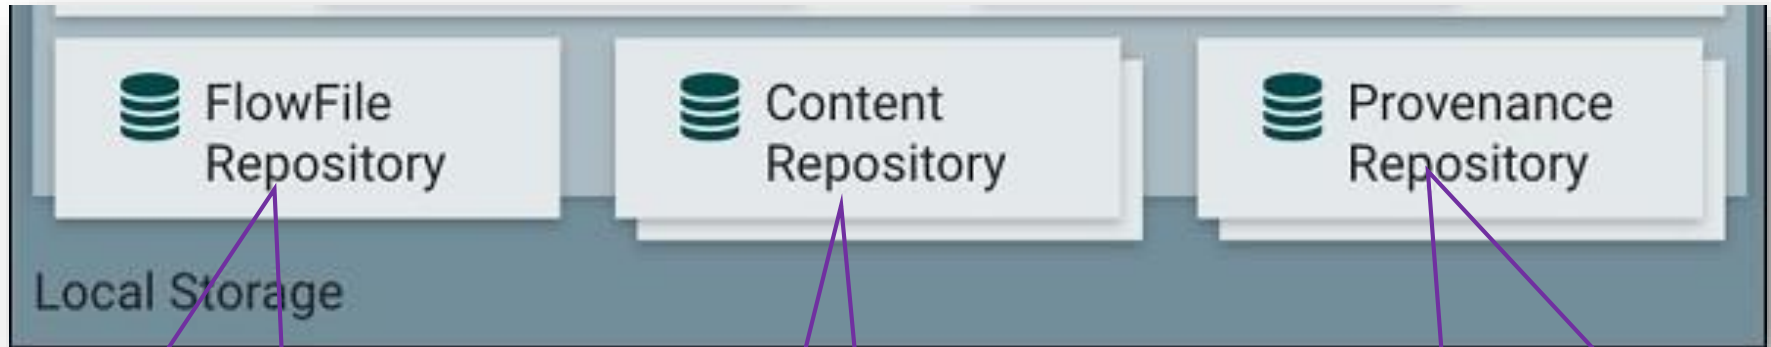 FlowFile
Repository
Content
Repository
Provenance
Repository
Local Storage